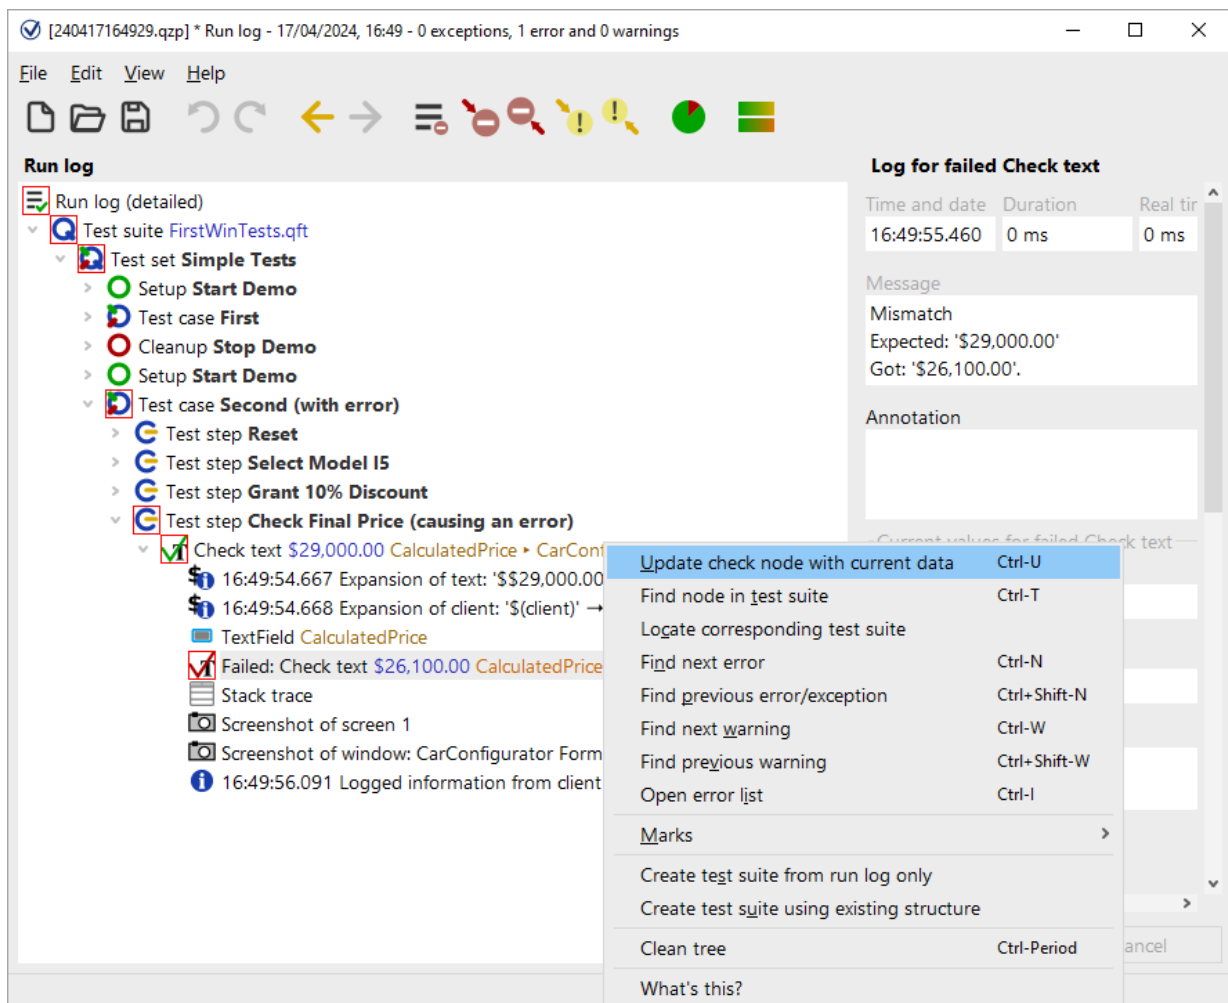 [240417164929.qzp] * Run log - 17/04/2024, 16:49 - 0 exceptions, 1 error and 0 warnings
File Edit View Help
Run log
Run log (detailed)
Test suite FirstWinTests.qft
Test set Simple Tests
Setup Start Demo
Test case First
Cleanup Stop Demo
Setup Start Demo
Test case Second (with error)
Test step Reset
Test step Select Model I5
Test step Grant 10% Discount
Test step Check Final Price (causing an error)
Check text $29,000.00 CalculatedPrice ‣ CarConf
16:49:54.667 Expansion of text: '$$29,000.00
16:49:54.668 Expansion of client: '$(client)' →
TextField CalculatedPrice
Failed: Check text $26,100.00 CalculatedPrice
Stack trace
Screenshot of screen 1
Screenshot of window: CarConfigurator Form
16:49:56.091 Logged information from client
Log for failed Check text
Time and date Duration Real tir
16:49:55.460 0 ms 0 ms
Message
Mismatch
Expected: '$29,000.00'
Got: '$26,100.00'.
Annotation
Current values for failed Check text
Update check node with current data Ctrl-U
Find node in test suite Ctrl-T
Locate corresponding test suite
Find next error Ctrl-N
Find previous error/exception Ctrl+Shift-N
Find next warning Ctrl-W
Find previous warning Ctrl+Shift-W
Open error list Ctrl-I
Marks
Create test suite from run log only
Create test suite using existing structure
Clean tree Ctrl-Period
What's this?
ancel